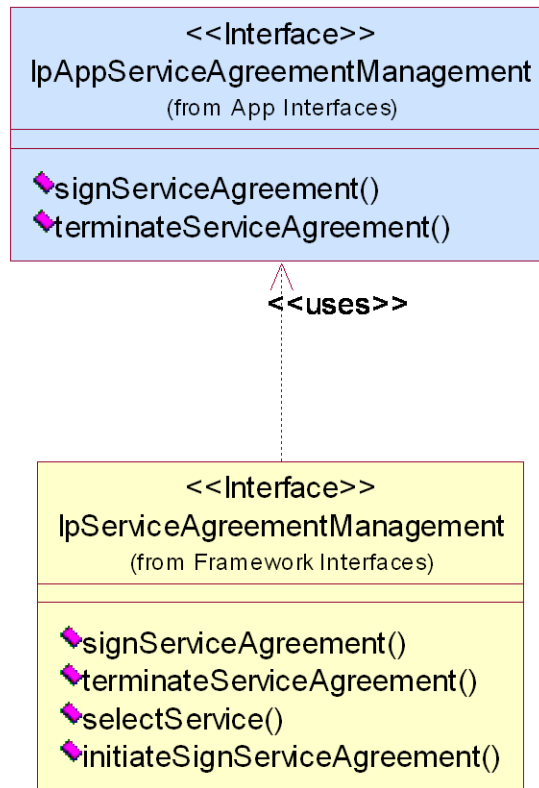 <<Interface>>
IpAppServiceAgreementManagement
(from App Interfaces)
signServiceAgreement()
terminateServiceAgreement()
<<uses>>
<<Interface>>
IpServiceAgreementManagement
(from Framework Interfaces)
signServiceAgreement()
terminateServiceAgreement()
selectService()
initiateSignServiceAgreement()